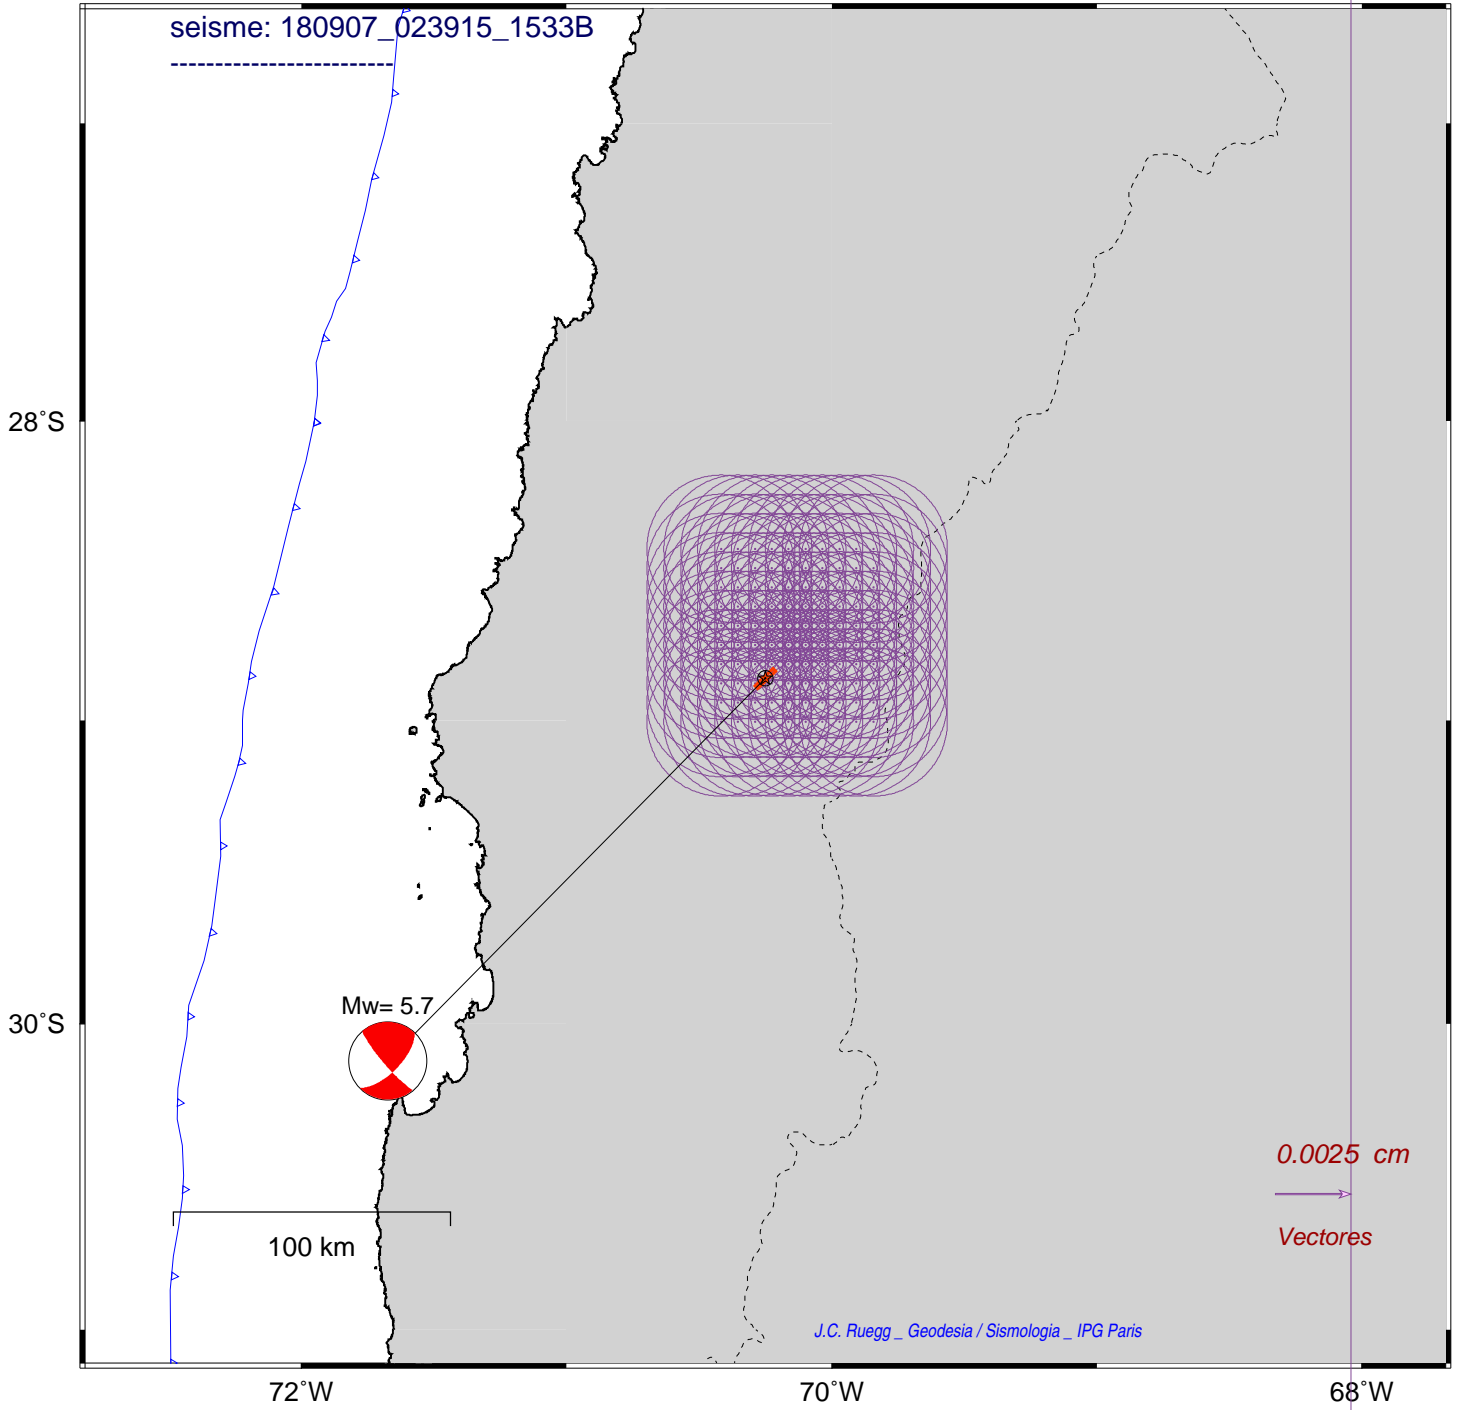 seisme: 180907_023915_1533B
28°S
Mw= 5.7
30°S
0.0025 cm
Vectores
100 km
J.C. Ruegg _ Geodesia / Sismologia _ IPG Paris
72°W
70°W
68°W